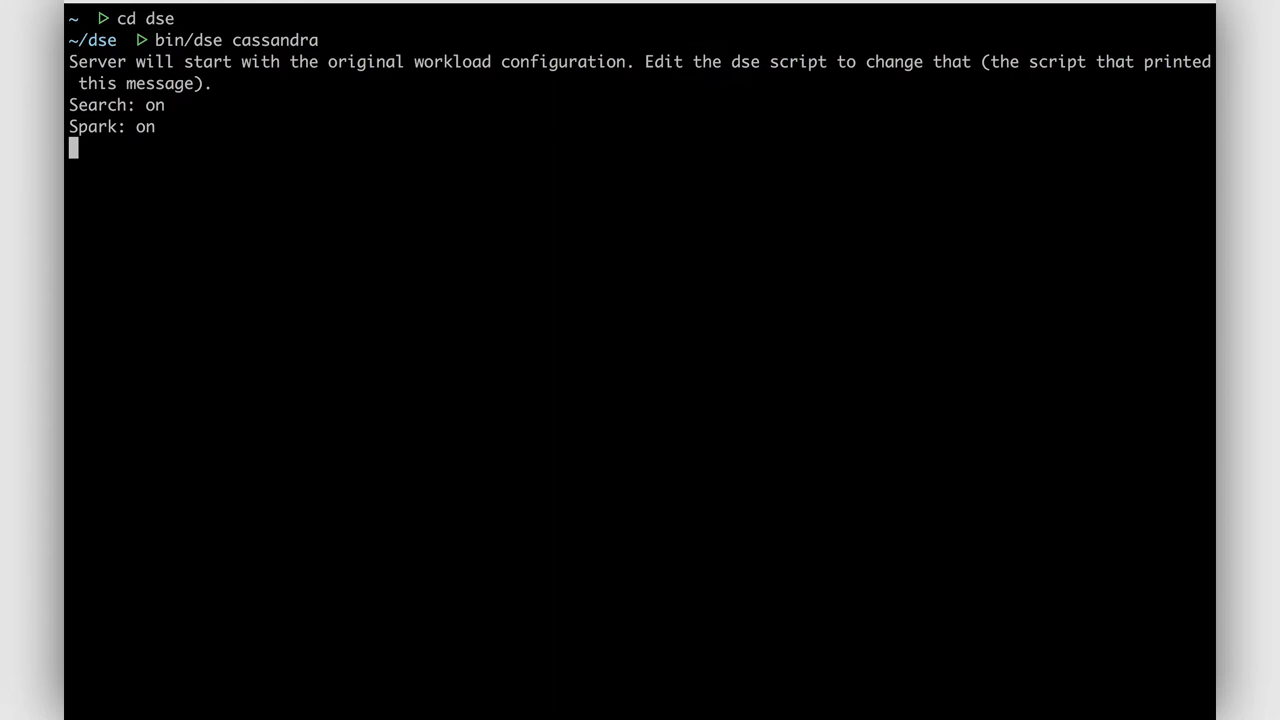 ~ ▷ cd dse
~/dse ▷ bin/dse cassandra
Server will start with the original workload configuration. Edit the dse script to change that (the script that printed
this message).
Search: on
Spark: on